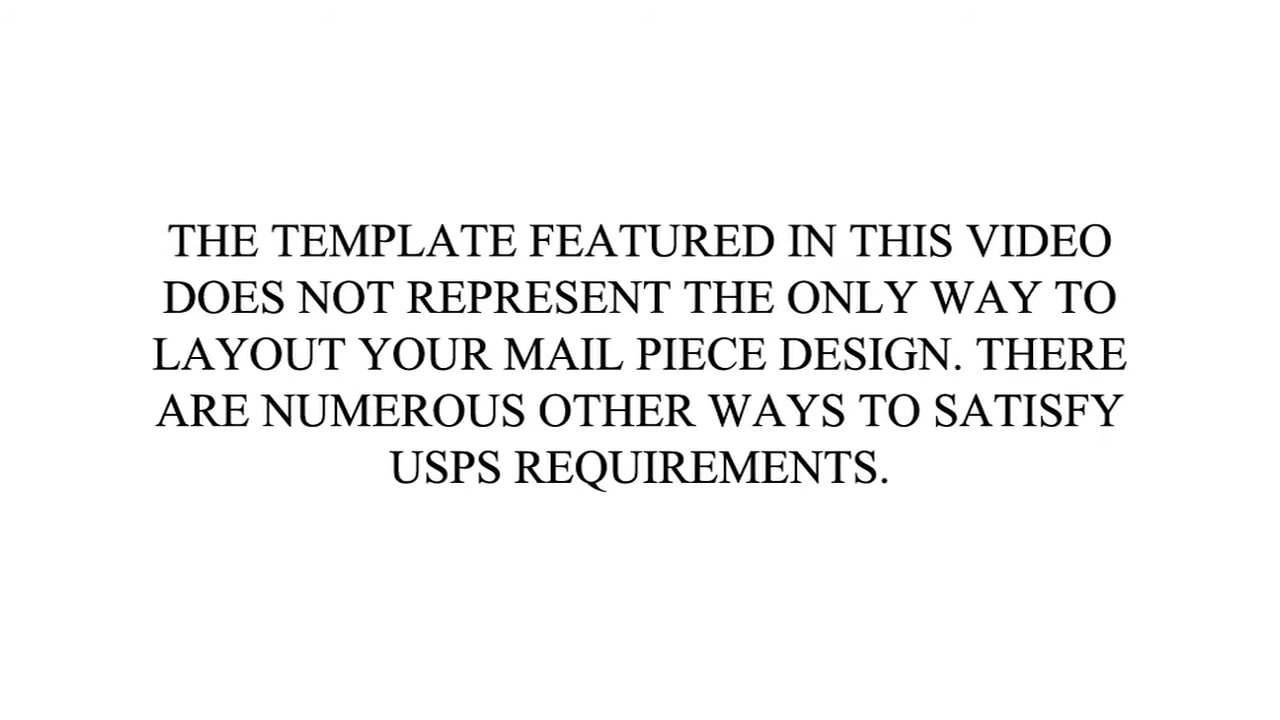 THE TEMPLATE FEATURED IN THIS VIDEO
DOES NOT REPRESENT THE ONLY WAY TO
LAYOUT YOUR MAIL PIECE DESIGN. THERE
ARE NUMEROUS OTHER WAYS TO SATISFY
USPS REQUIREMENTS.